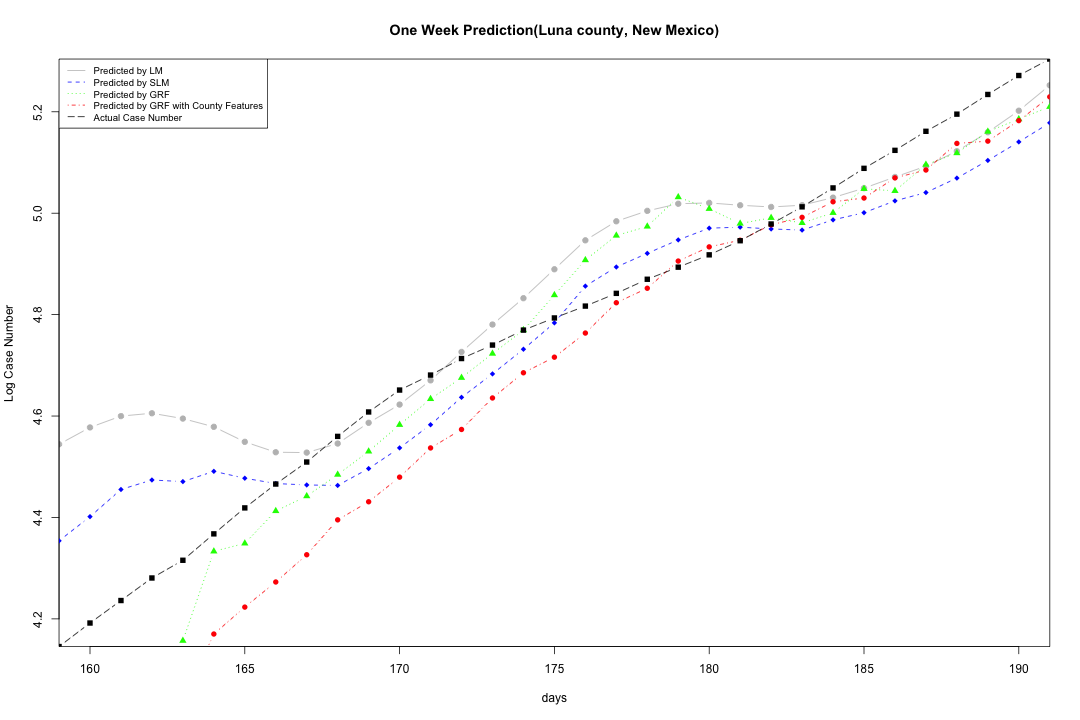 One Week Prediction(Luna county, New Mexico)
Predicted by LM
Predicted by SLM
Predicted by GRF
Predicted by GRF with County Features
Actual Case Number
Log Case Number
5.2
5.0
4.8
4.6
4.4
4.2
160 165 170 175 180 185 190
days